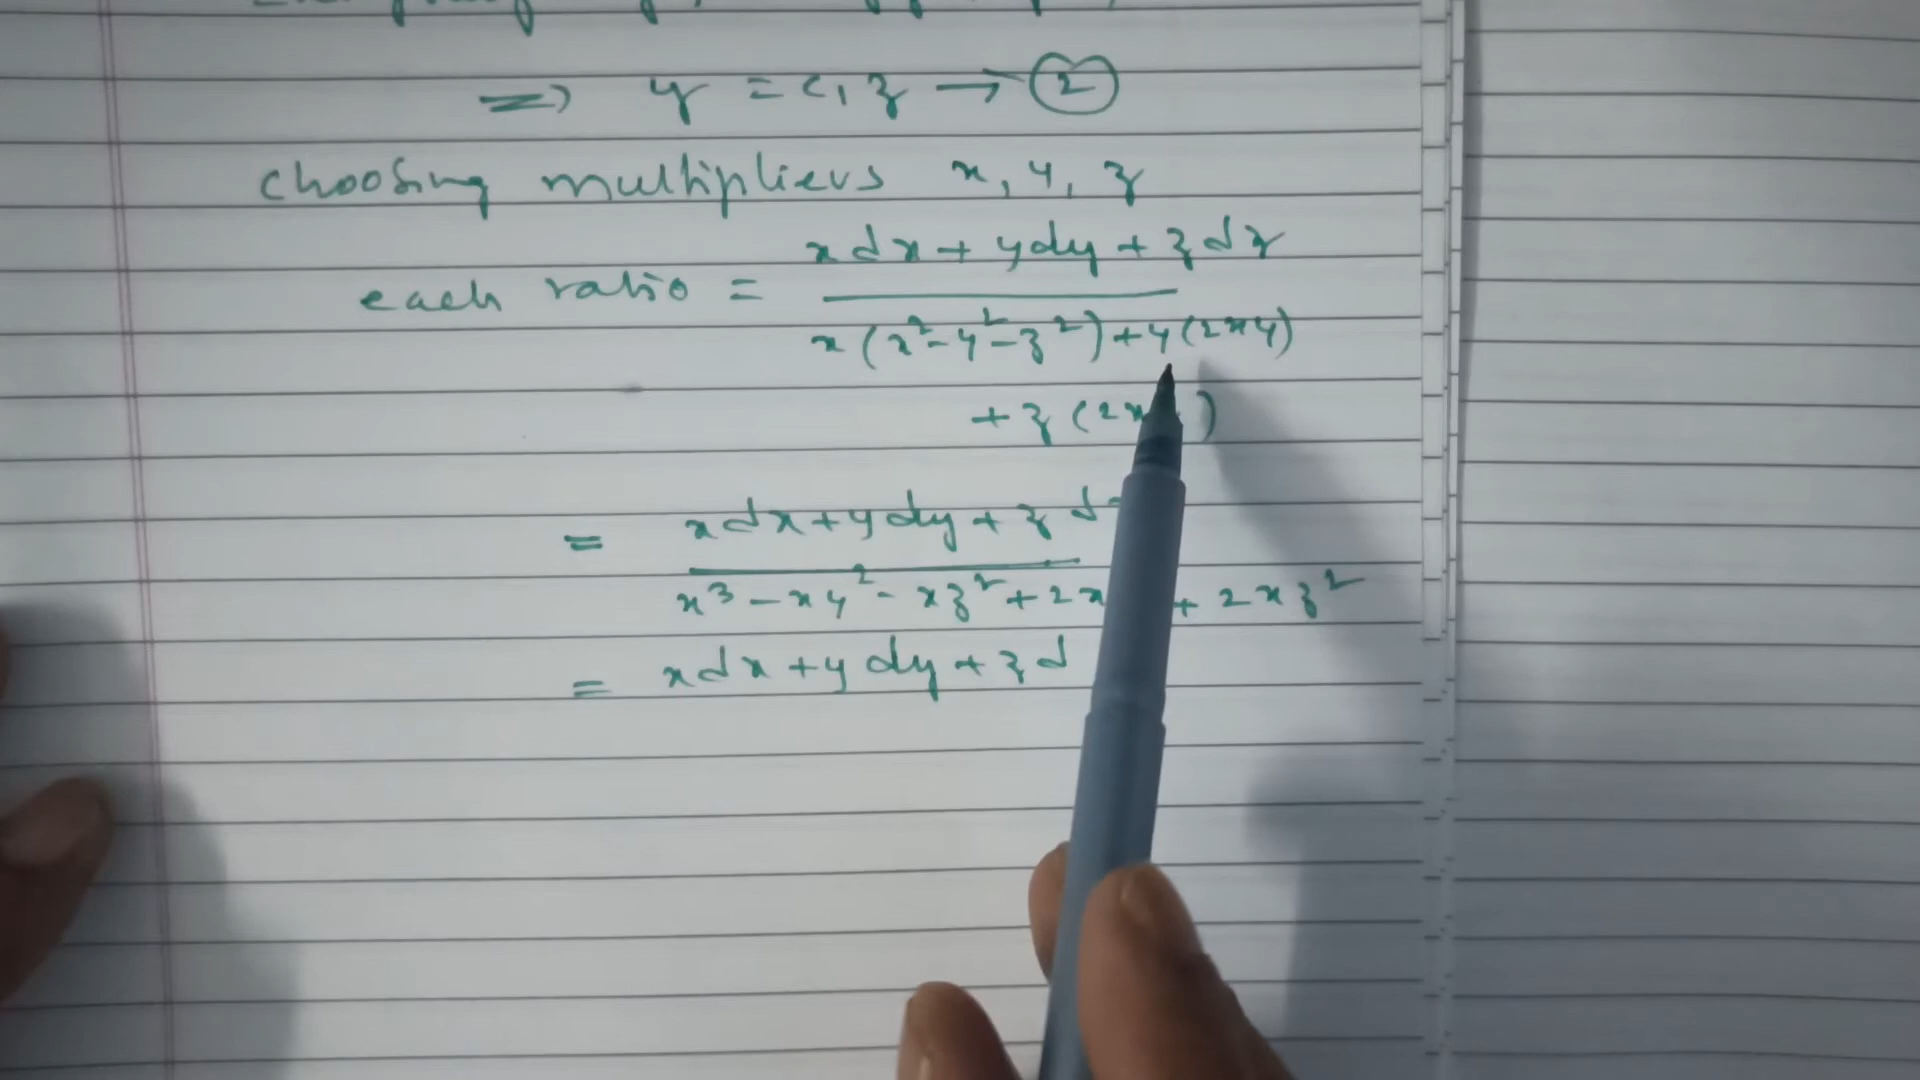 ⇒ y = c₁z → ②
choosing multipliers x, y, z
each ratio = xdx + ydy + zdz
x(x²-y²-z²)+y(2xy)
+ z(2x )
= xdx+ydy+zd
x³-xy²-xz²+2x + 2xz²
= xdx+ydy+zd